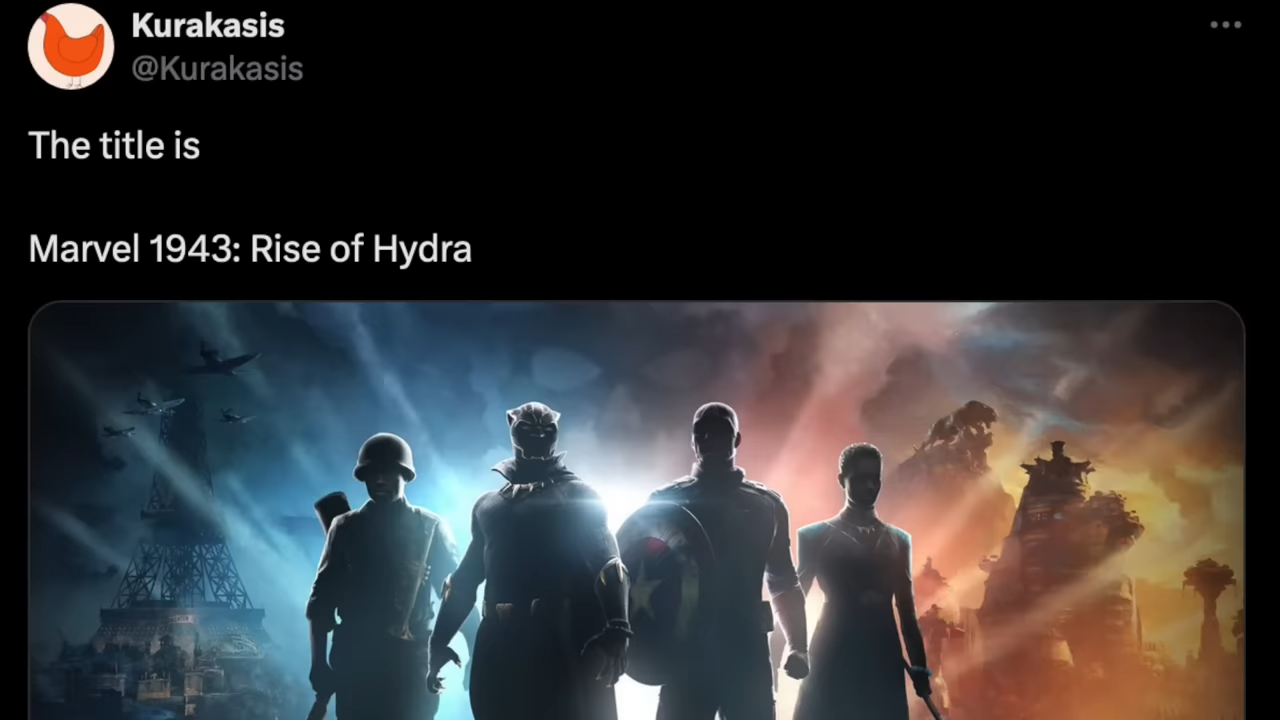 Kurakasis
@Kurakasis
The title is
Marvel 1943: Rise of Hydra